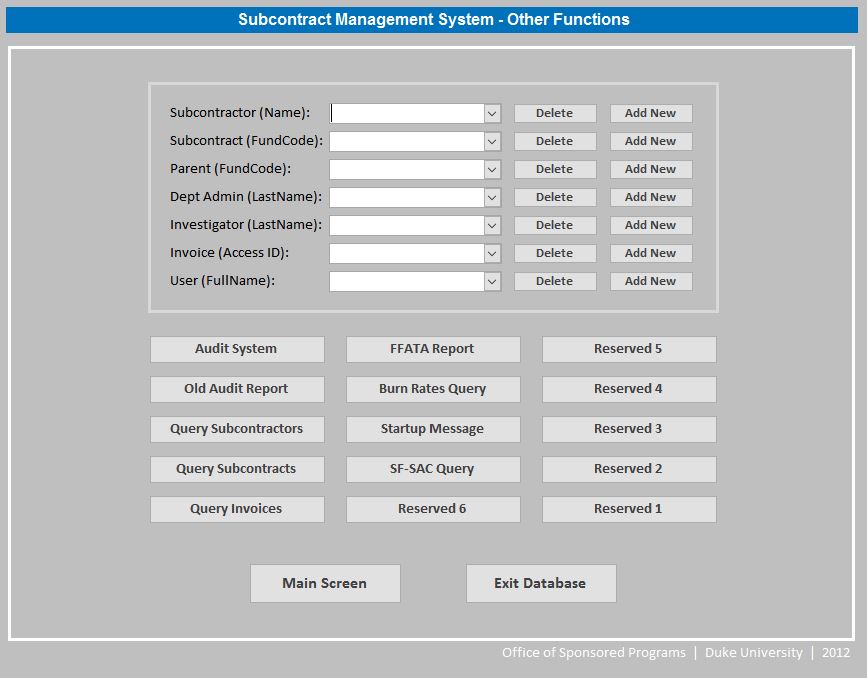 Subcontract Management System - Other Functions
Subcontractor (Name): Delete Add New
Subcontract (FundCode): Delete Add New
Parent (FundCode): Delete Add New
Dept Admin (LastName): Delete Add New
Investigator (LastName): Delete Add New
Invoice (Access ID): Delete Add New
User (FullName): Delete Add New
Audit System FFATA Report Reserved 5
Old Audit Report Burn Rates Query Reserved 4
Query Subcontractors Startup Message Reserved 3
Query Subcontracts SF-SAC Query Reserved 2
Query Invoices Reserved 6 Reserved 1
Main Screen Exit Database
Office of Sponsored Programs | Duke University | 2012